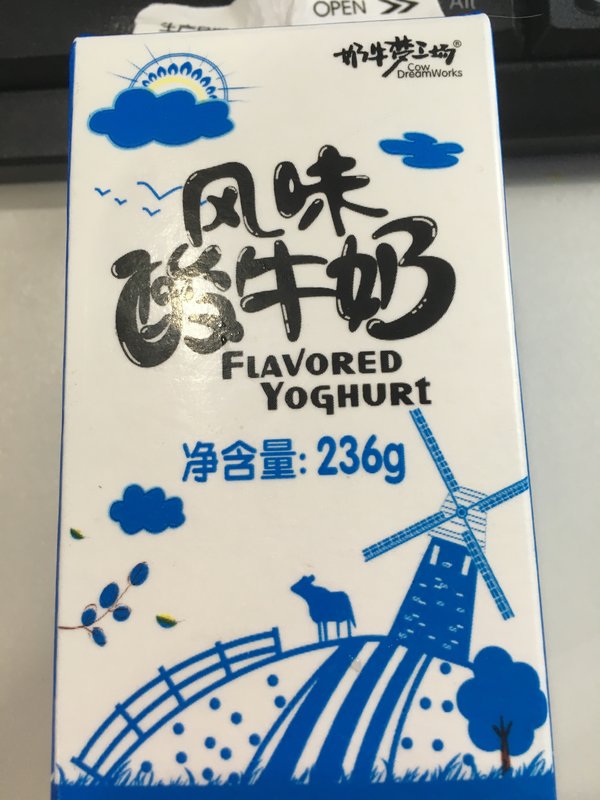 OPEN
Alt
奶牛梦工场®
Cow
DreamWorks
风味
酸牛奶
FLAVORED
YOGHURt
净含量: 236g